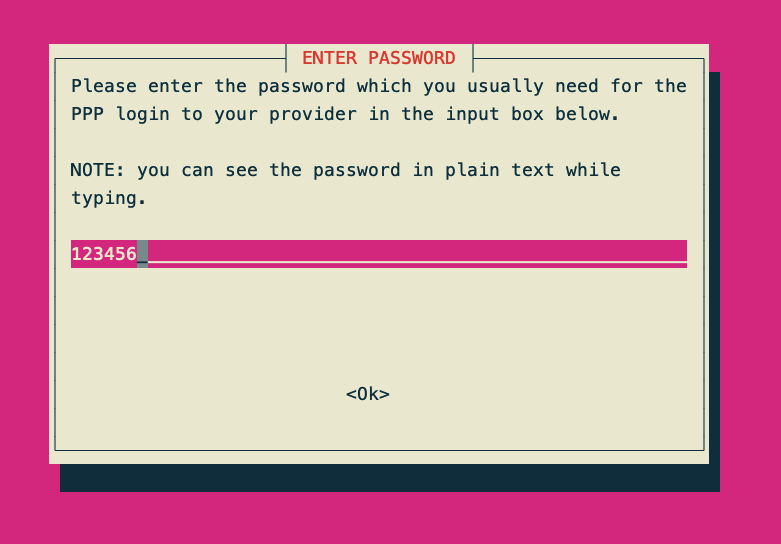 ENTER PASSWORD
Please enter the password which you usually need for the
PPP login to your provider in the input box below.
NOTE: you can see the password in plain text while
typing.
123456_
<Ok>